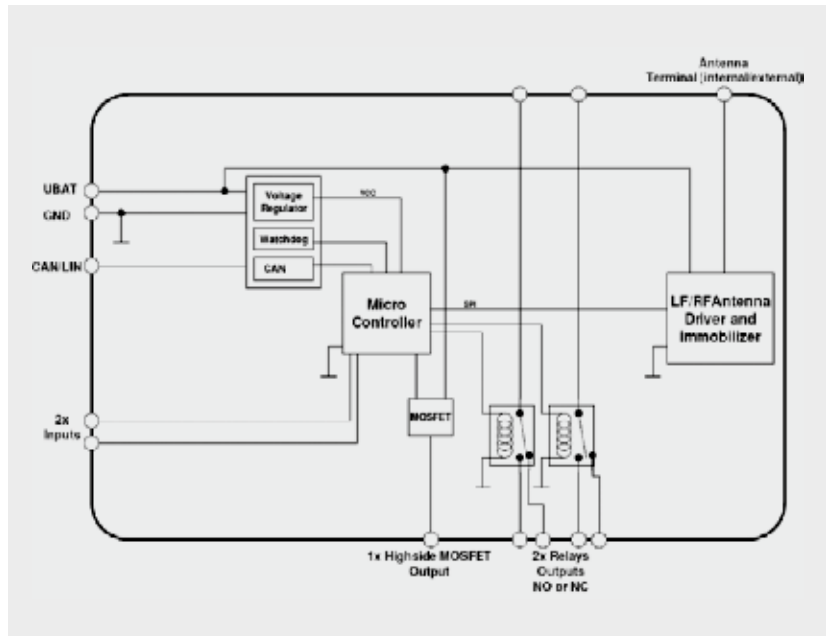 Antenna
Terminal (internal/external)
UBAT
GND
CAN/LIN
Voltage
Regulator
VCC
Watchdog
CAN
Micro
Controller
SPI
LF/RFAntenna
Driver and
Immobilizer
2x
Inputs
MOSFET
1x Highside MOSFET
Output
2x Relays
Outputs
NO or NC